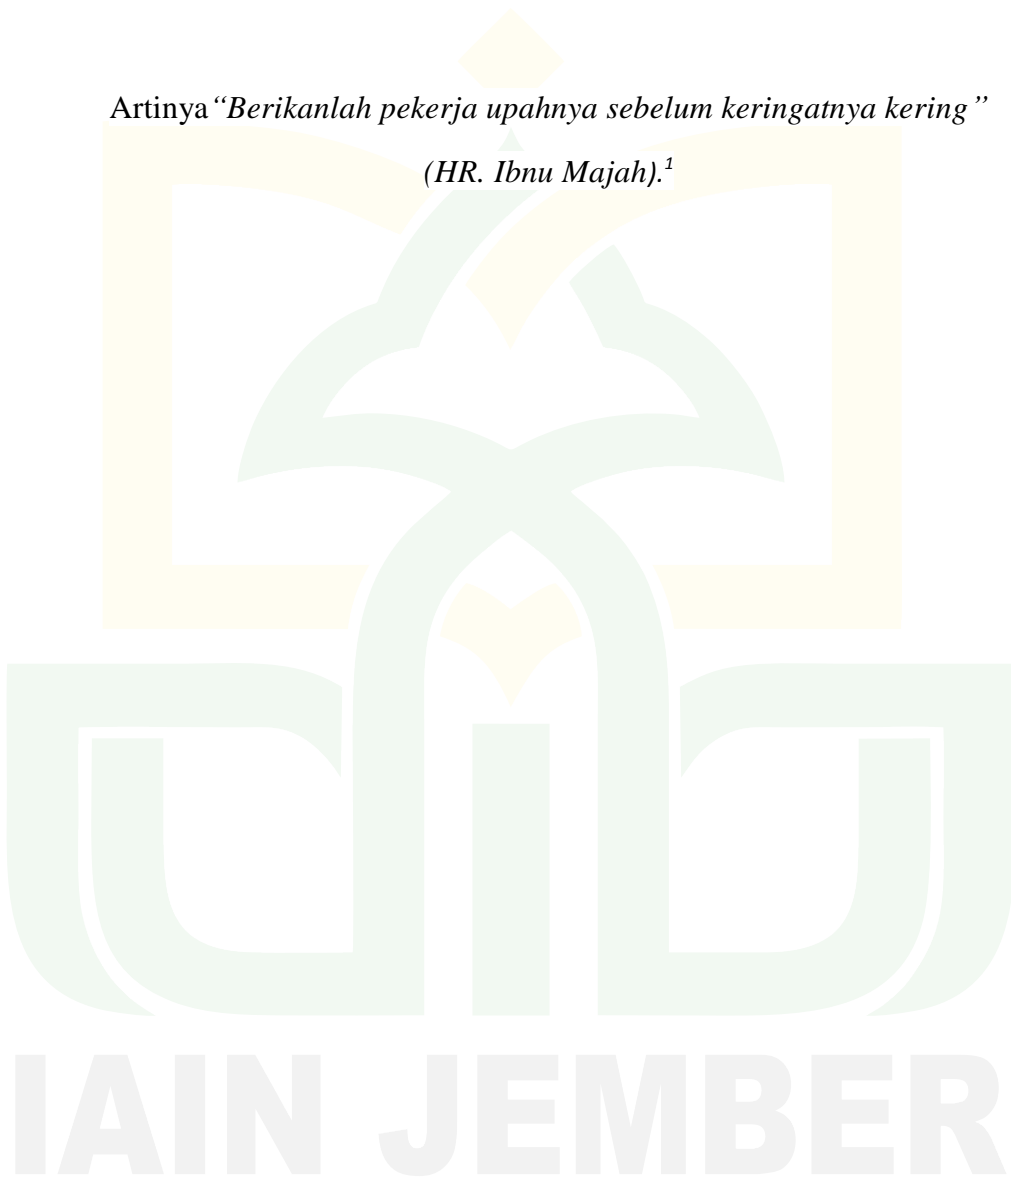 Artinya “Berikanlah pekerja upahnya sebelum keringatnya kering”
(HR. Ibnu Majah).¹
IAIN JEMBER